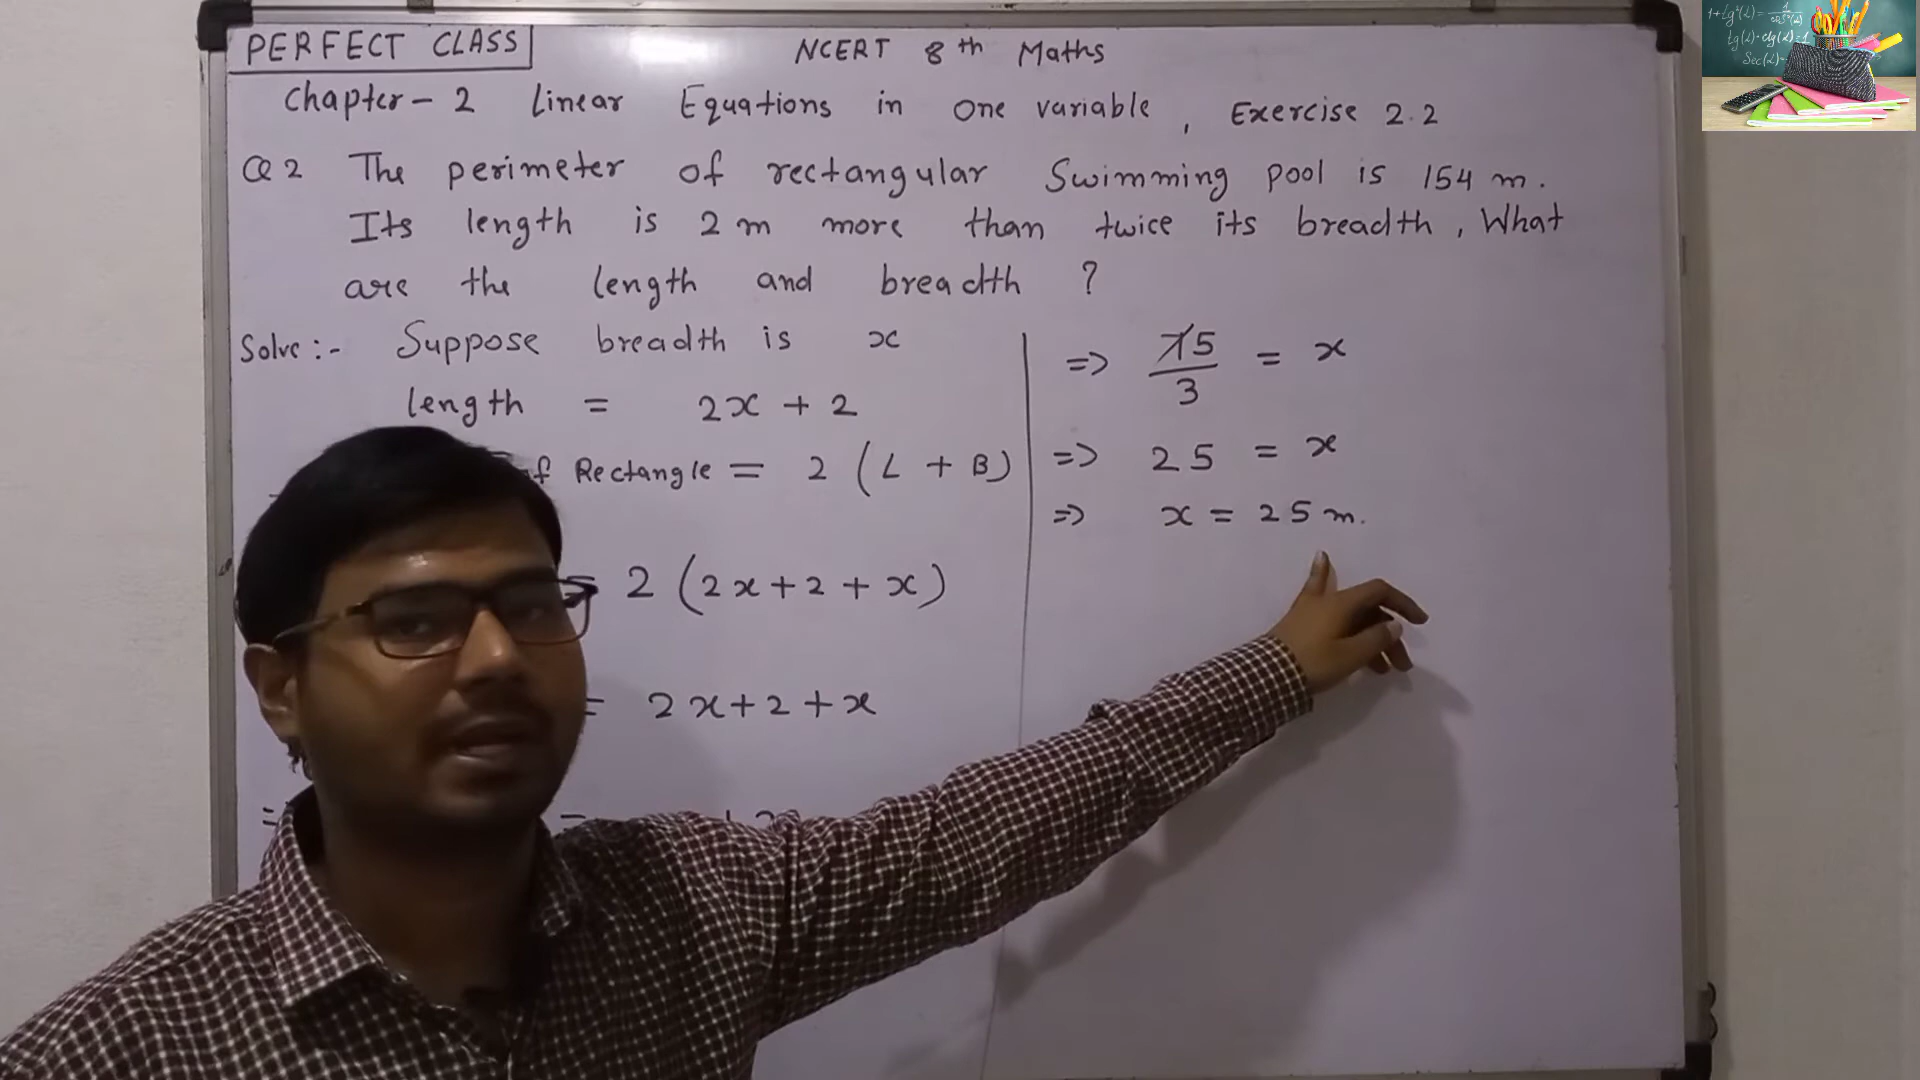 PERFECT CLASS
NCERT 8th Maths
Chapter - 2 Linear Equations in One variable, Exercise 2.2
Q2 The perimeter of rectangular Swimming pool is 154 m.
Its length is 2 m more than twice its breadth, What
are the length and breadth ?
Solve :- Suppose breadth is x
length = 2x + 2
of Rectangle = 2 (L + B)
= 2 (2x+2+x)
= 2x+2+x
=> 75/3 = x
=> 25 = x
=> x = 25 m.